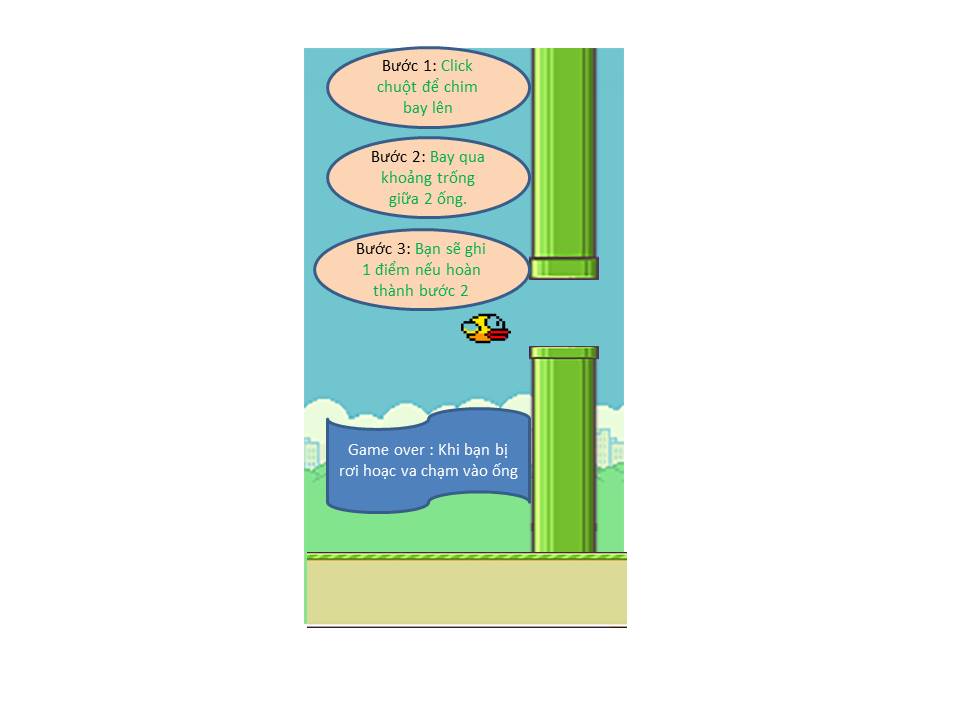 Bước 1: Click
chuột để chim
bay lên
Bước 2: Bay qua
khoảng trống
giữa 2 ống.
Bước 3: Bạn sẽ ghi
1 điểm nếu hoàn
thành bước 2
Game over : Khi bạn bị
rơi hoạc va chạm vào ống